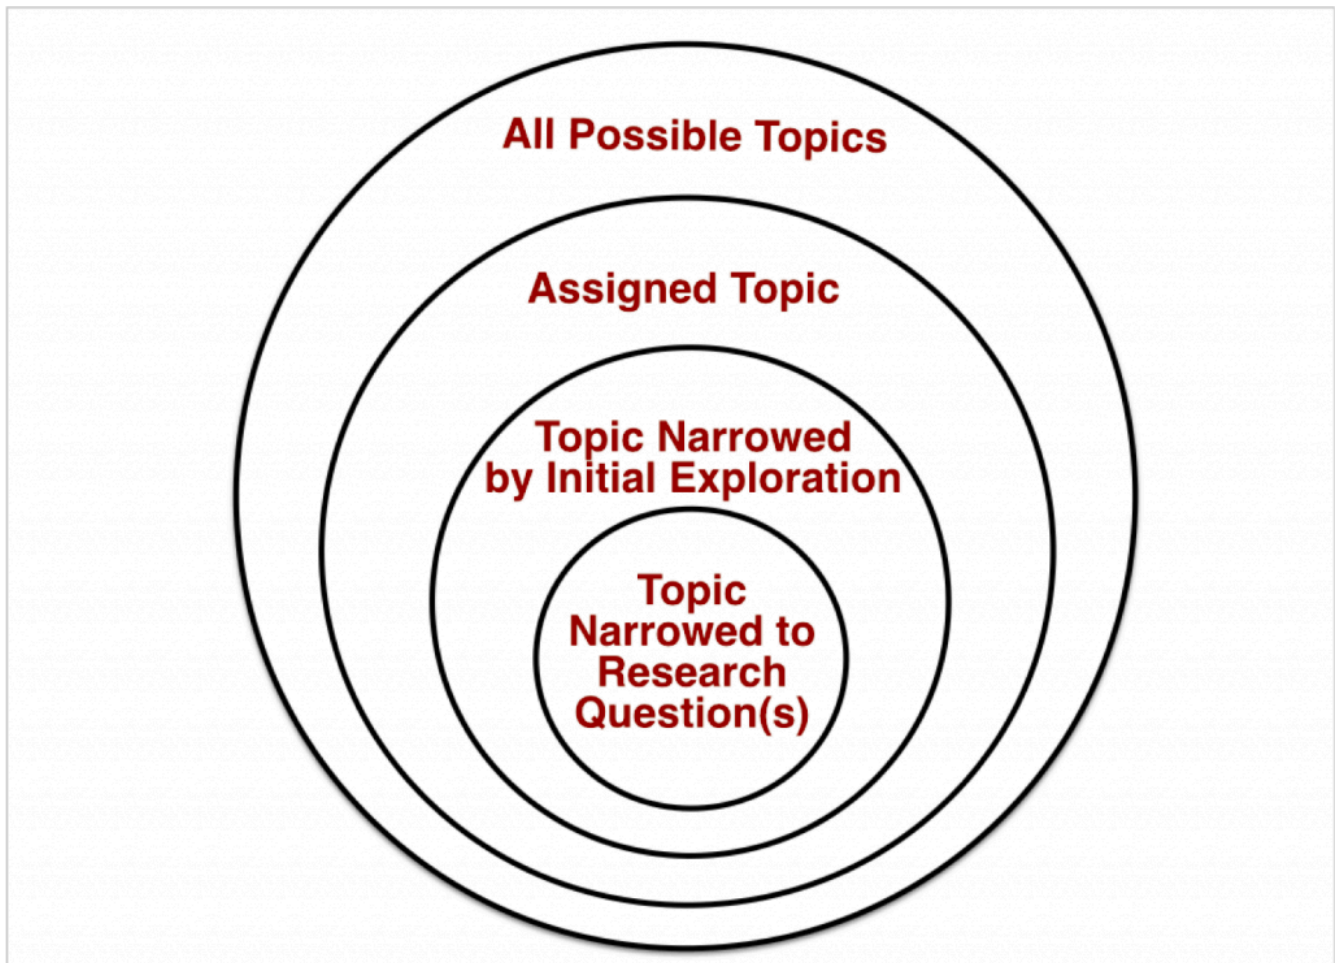 All Possible Topics
Assigned Topic
Topic Narrowed
by Initial Exploration
Topic
Narrowed to
Research
Question(s)